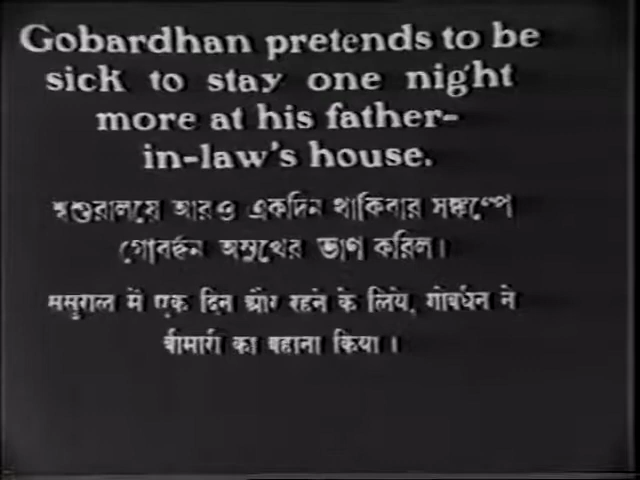 Gobardhan pretends to be
sick to stay one night
more at his father-
in-law's house.
শ্বশুরালয়ে আরও একদিন থাকিবার সঙ্কল্পে
গোবর্দ্ধন অসুখের ভাণ করিল।
ससुराल में एक दिन और रहने के लिये, गोबर्धन ने
बीमारी का बहाना किया।